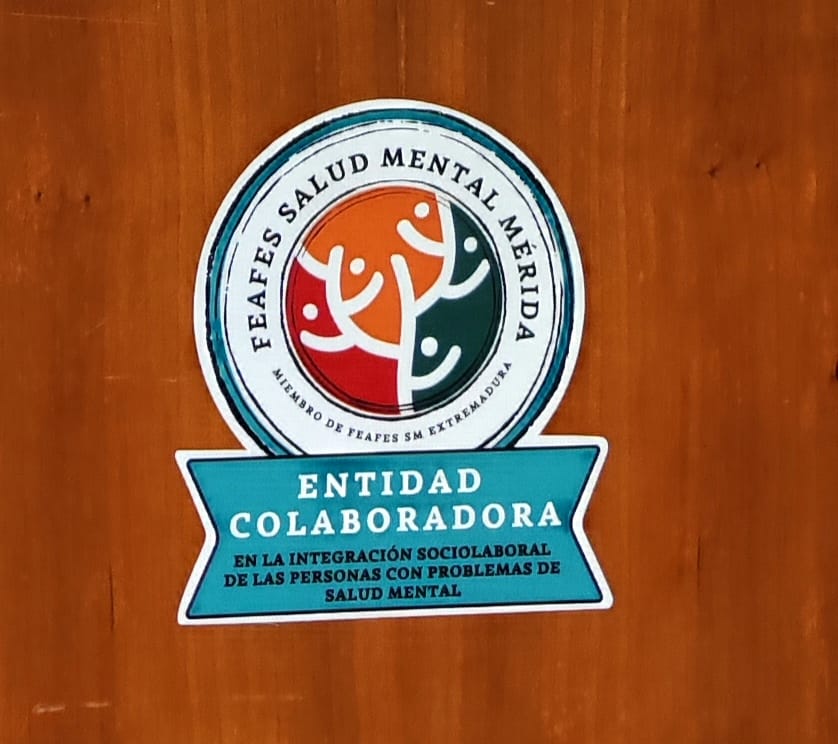 FEAFES SALUD MENTAL MÉRIDA
MIEMBRO DE FEAFES SM EXTREMADURA
ENTIDAD
COLABORADORA
EN LA INTEGRACIÓN SOCIOLABORAL
DE LAS PERSONAS CON PROBLEMAS DE
SALUD MENTAL